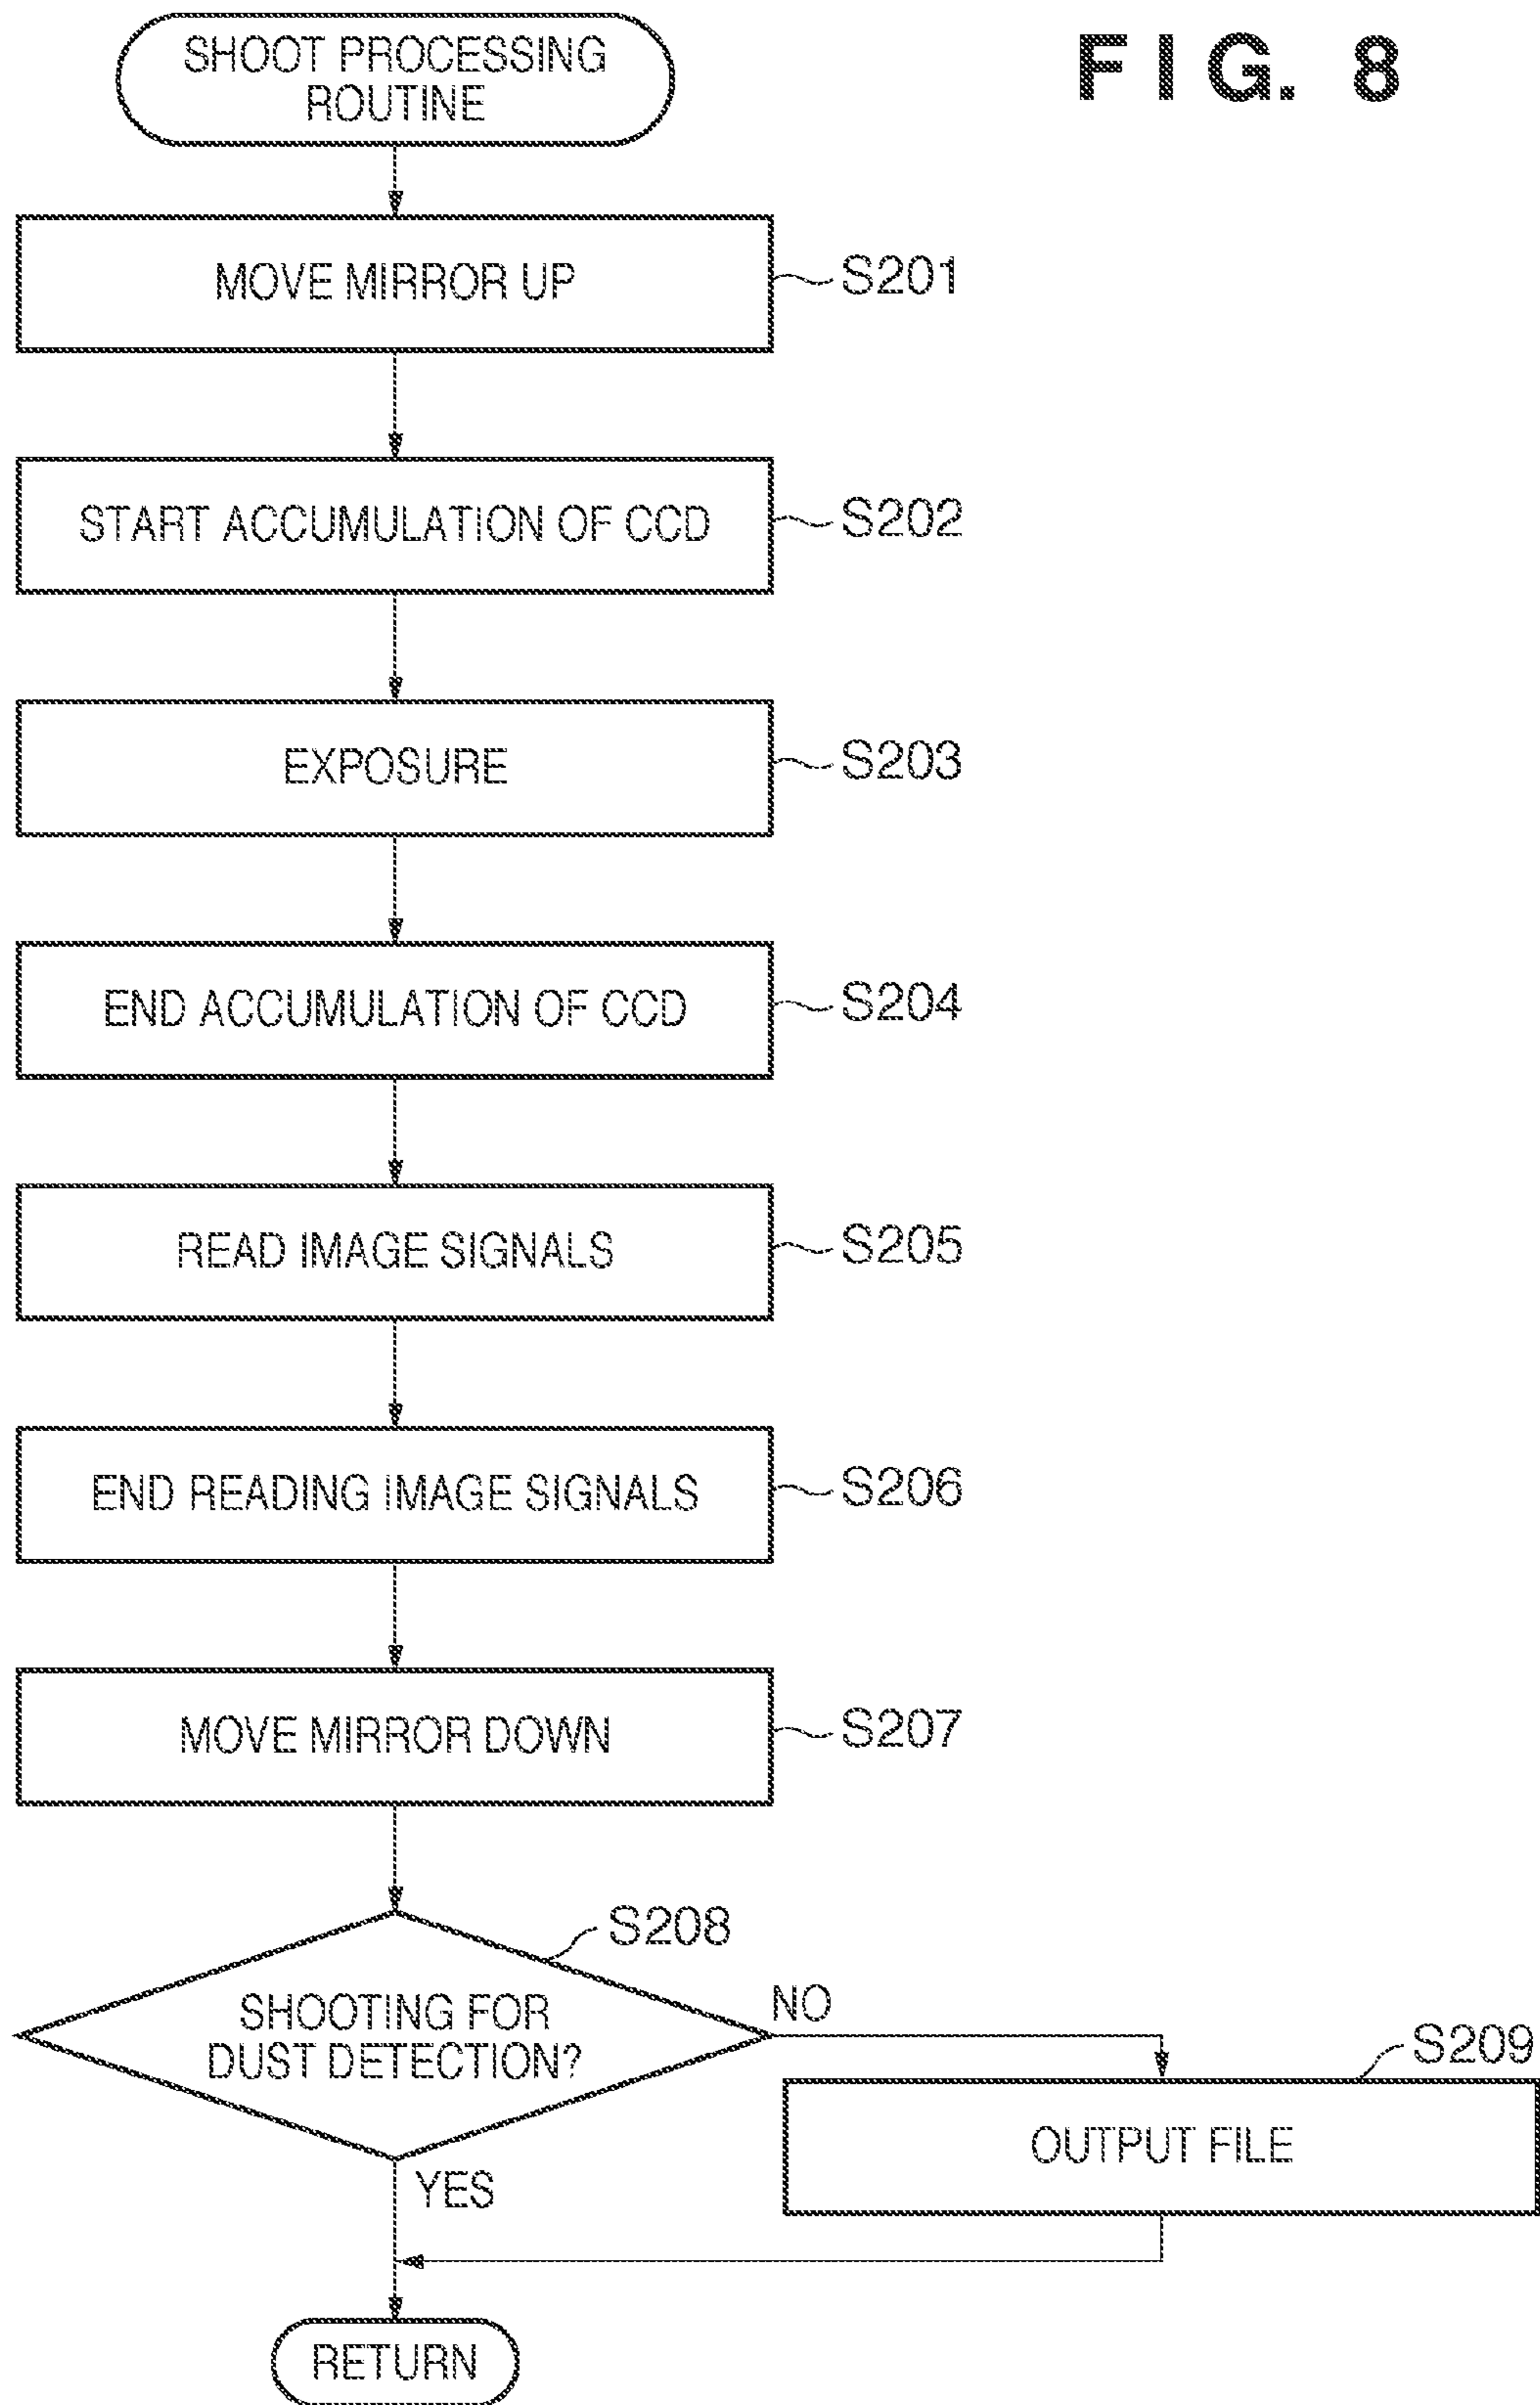 FIG. 8
SHOOT PROCESSING
ROUTINE
MOVE MIRROR UP
S201
START ACCUMULATION OF CCD
S202
EXPOSURE
S203
END ACCUMULATION OF CCD
S204
READ IMAGE SIGNALS
S205
END READING IMAGE SIGNALS
S206
MOVE MIRROR DOWN
S207
S208
SHOOTING FOR
DUST DETECTION?
NO
S209
OUTPUT FILE
YES
RETURN